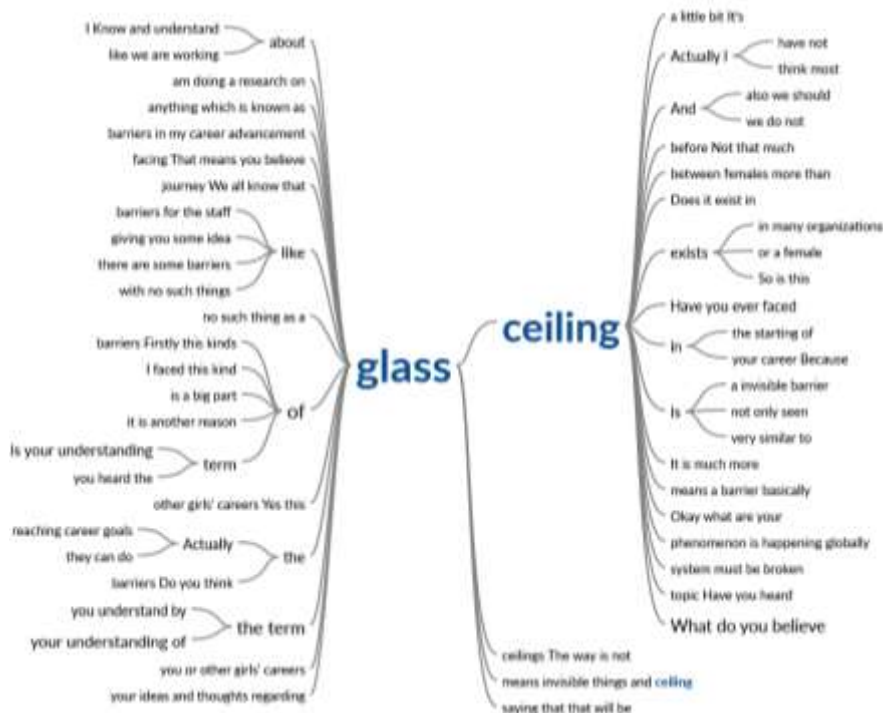 I Know and understand
like we are working
about
am doing a research on
anything which is known as
barriers in my career advancement
facing That means you believe
journey We all know that
barriers for the staff
giving you some idea
there are some barriers
with no such things
like
no such thing as a
barriers Firstly this kinds
I faced this kind
is a big part
it is another reason
of
is your understanding
you heard the
term
other girls' careers Yes this
reaching career goals
they can do
Actually
the
barriers Do you think
you understand by
your understanding of
the term
you or other girls' careers
your ideas and thoughts regarding
glass
ceiling
a little bit It's
Actually I
have not
think most
And
also we should
we do not
before Not that much
between females more than
Does it exist in
exists
in many organizations
or a female
So is this
Have you ever faced
in
the starting of
your career Because
is
a invisible barrier
not only seen
very similar to
It is much more
means a barrier basically
Okay what are your
phenomenon is happening globally
system must be broken
topic Have you heard
What do you believe
ceilings The way is not
means invisible things and ceiling
saying that that will be